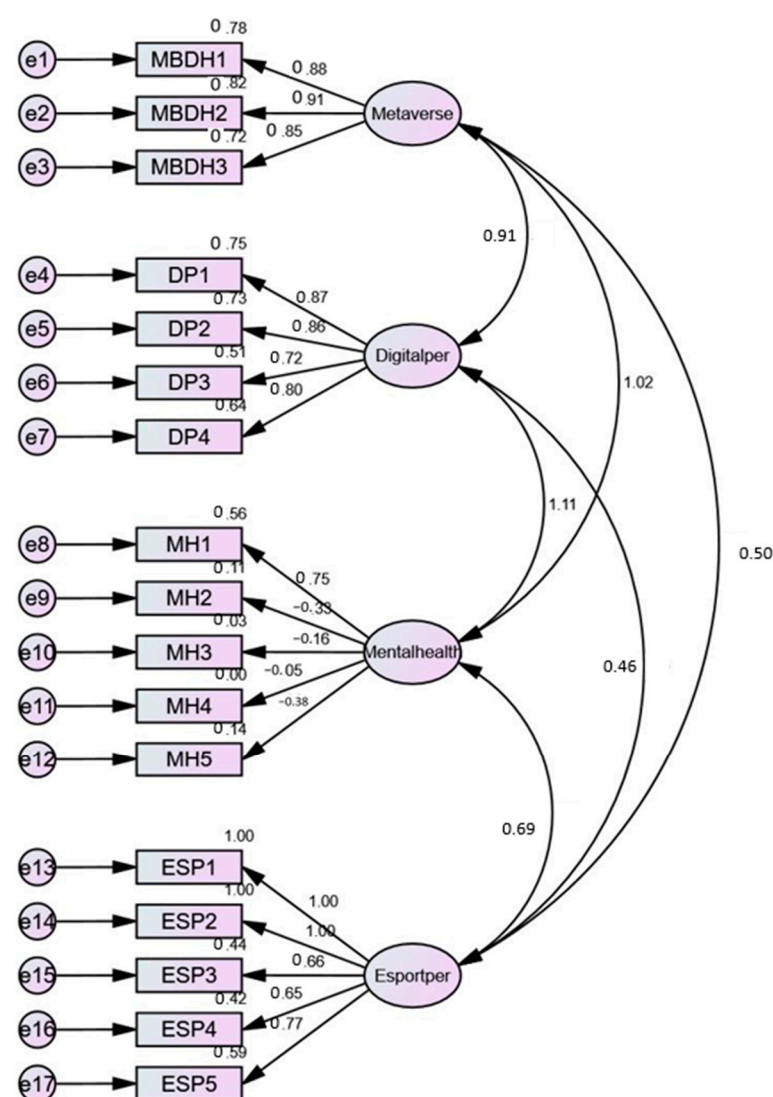 0.78
e1 MBDH1 0.88
0.82
e2 MBDH2 0.91 Metaverse
0.72 0.85
e3 MBDH3
0.91
0.75
e4 DP1 0.87
0.73
e5 DP2 0.86 Digitalper
0.51
e6 DP3 0.72 1.02
0.64 0.80
e7 DP4
1.11
0.56
e8 MH1 0.75 0.50
0.11
e9 MH2 -0.33
0.03
e10 MH3 -0.16 Mentalhealth 0.46
0.00
e11 MH4 -0.05
0.14 -0.38
e12 MH5
0.69
1.00
e13 ESP1 1.00
1.00
e14 ESP2 1.00
0.44
e15 ESP3 0.66 Esportper
0.42 0.65
e16 ESP4 0.77
0.59
e17 ESP5